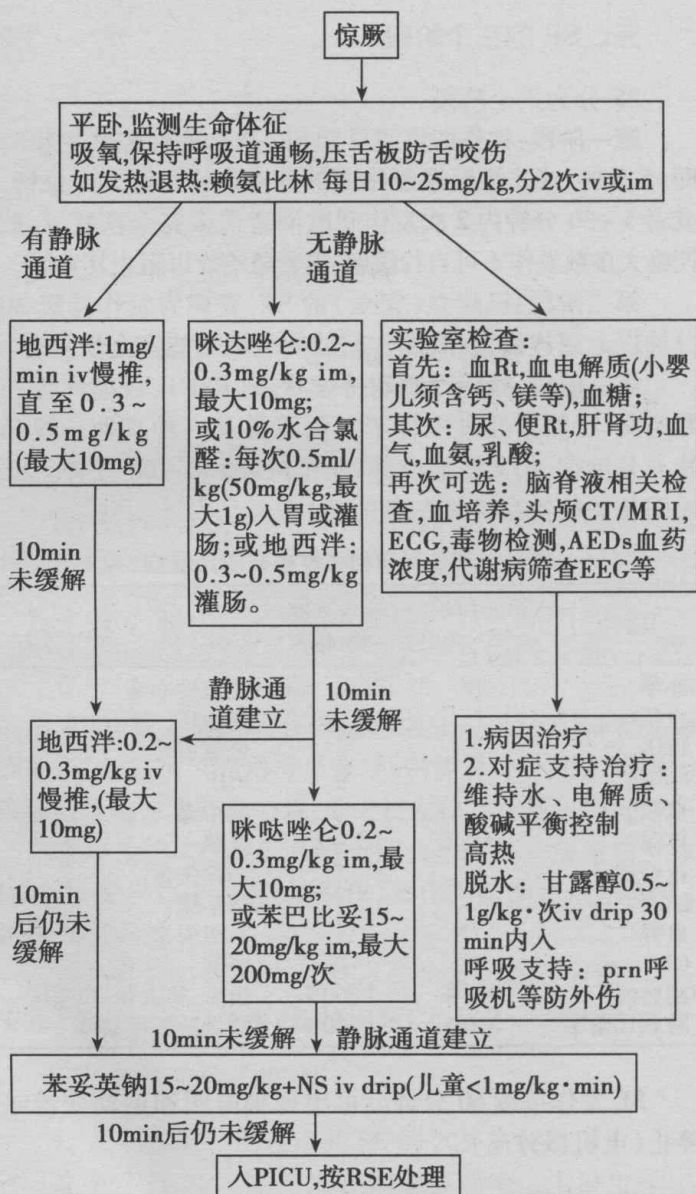 惊厥
平卧,监测生命体征
吸氧,保持呼吸道通畅,压舌板防舌咬伤
如发热退热:赖氨比林 每日10~25mg/kg,分2次iv或im
有静脉
通道
无静脉
通道
地西泮:1mg/
min iv慢推,
直至0.3~
0.5mg/kg
(最大10mg)
咪达唑仑:0.2~
0.3mg/kg im,
最大10mg;
或10%水合氯
醛:每次0.5ml/
kg(50mg/kg,最
大1g)入胃或灌
肠;或地西泮:
0.3~0.5mg/kg
灌肠。
实验室检查:
首先:血Rt,血电解质(小婴
儿须含钙、镁等),血糖;
其次:尿、便Rt,肝肾功,血
气,血氨,乳酸;
再次可选:脑脊液相关检
查,血培养,头颅CT/MRI,
ECG,毒物检测,AEDs血药
浓度,代谢病筛查EEG等
10min
未缓解
静脉通
道建立
10min
未缓解
地西泮:0.2~
0.3mg/kg iv
慢推,(最大
10mg)
咪哒唑仑0.2~
0.3mg/kg im,最
大10mg;
或苯巴比妥15~
20mg/kg im,最大
200mg/次
1.病因治疗
2.对症支持治疗:
维持水、电解质、
酸碱平衡控制
高热
脱水:甘露醇0.5~
1g/kg·次iv drip 30
min内入
呼吸支持:prn呼
吸机等防外伤
10min
后仍未
缓解
10min未缓解
静脉通道建立
苯妥英钠15~20mg/kg+NS iv drip(儿童<1mg/kg·min)
10min后仍未缓解
入PICU,按RSE处理